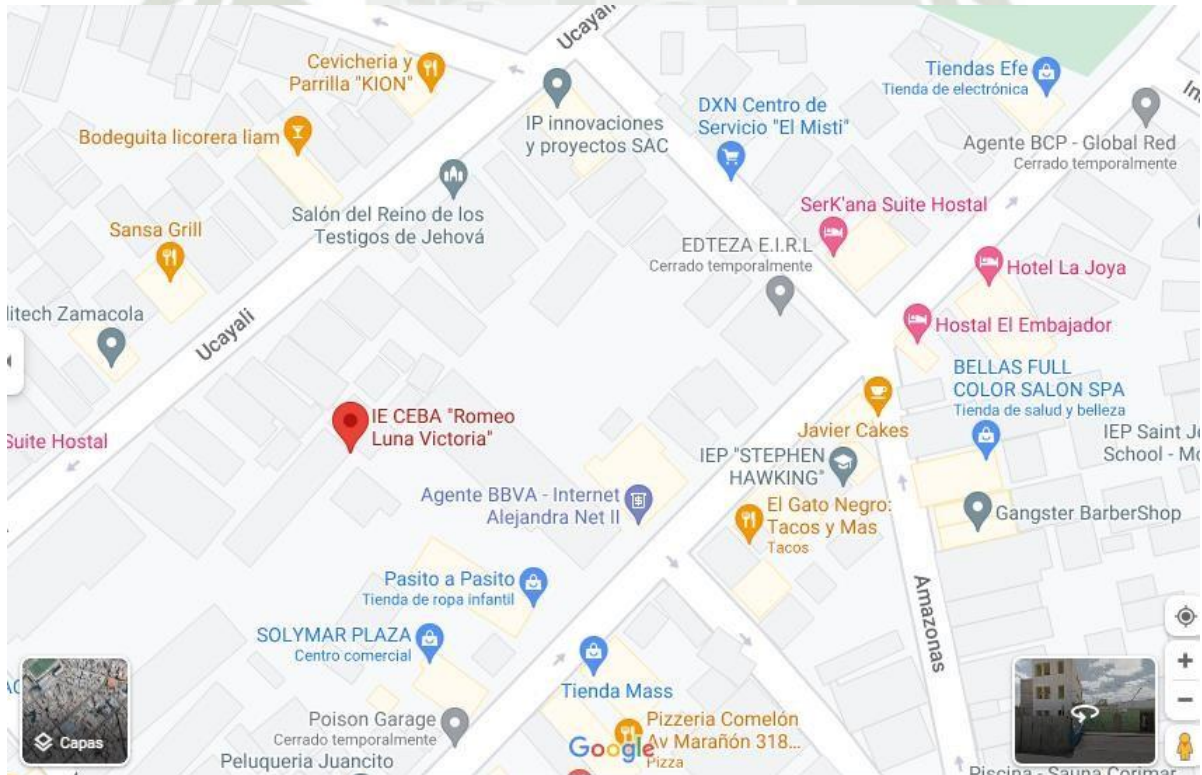 Ucayali
Cevicheria y
Parrilla "KION"
Tiendas Efe
Tienda de electrónica
DXN Centro de
Servicio "El Misti"
IP innovaciones
y proyectos SAC
Bodeguita licorera liam
Agente BCP - Global Red
Cerrado temporalmente
Salón del Reino de los
Testigos de Jehová
SerK'ana Suite Hostal
Sansa Grill
EDTEZA E.I.R.L
Cerrado temporalmente
Hotel La Joya
litech Zamacola
Ucayali
Hostal El Embajador
BELLAS FULL
COLOR SALON SPA
Tienda de salud y belleza
IE CEBA "Romeo
Luna Victoria"
Javier Cakes
Suite Hostal
IEP Saint Jo
School - Mo
IEP "STEPHEN
HAWKING"
Agente BBVA - Internet
Alejandra Net II
El Gato Negro:
Tacos y Mas
Tacos
Gangster BarberShop
Pasito a Pasito
Tienda de ropa infantil
Amazonas
SOLYMAR PLAZA
Centro comercial
Tienda Mass
Poison Garage
Cerrado temporalmente
Pizzeria Comelón
Av Marañón 318...
Pizza
Capas
Google
Peluqueria Juancito
Piscina - Sauna Corimar